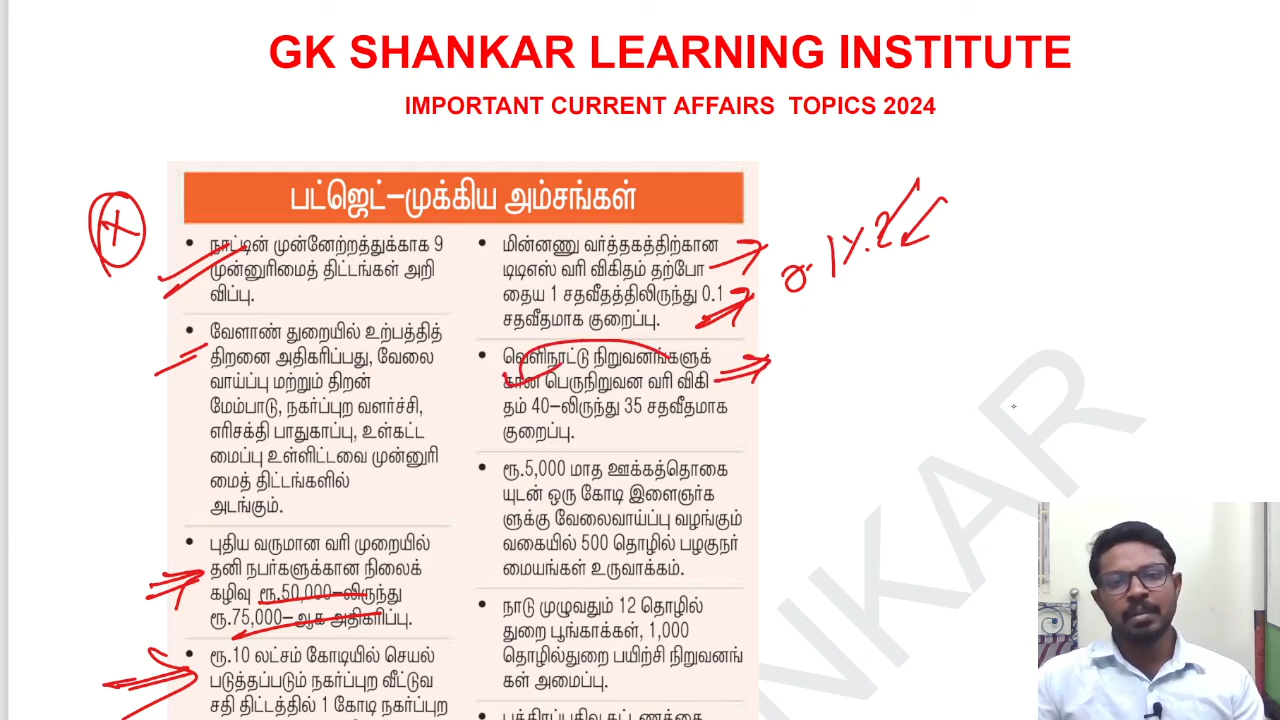 GK SHANKAR LEARNING INSTITUTE
IMPORTANT CURRENT AFFAIRS TOPICS 2024
பட்ஜெட்–முக்கிய அம்சங்கள்
• நாட்டின் முன்னேற்றத்துக்காக 9
முன்னுரிமைத் திட்டங்கள் அறி
விப்பு.
• வேளாண் துறையில் உற்பத்தித்
திறனை அதிகரிப்பது, வேலை
வாய்ப்பு மற்றும் திறன்
மேம்பாடு, நகர்ப்புற வளர்ச்சி,
எரிசக்தி பாதுகாப்பு, உள்கட்ட
மைப்பு உள்ளிட்டவை முன்னுரி
மைத் திட்டங்களில்
அடங்கும்.
• புதிய வருமான வரி முறையில்
தனி நபர்களுக்கான நிலைக்
கழிவு ரூ.50,000–லிருந்து
ரூ.75,000–ஆக அதிகரிப்பு.
• ரூ.10 லட்சம் கோடியில் செயல்
படுத்தப்படும் நகர்ப்புற வீட்டுவ
சதி திட்டத்தில் 1 கோடி நகர்ப்புற
• மின்னணு வர்த்தகத்திற்கான
டிடிஎஸ் வரி விகிதம் தற்போ
தைய 1 சதவீதத்திலிருந்து 0.1
சதவீதமாக குறைப்பு.
• வெளிநாட்டு நிறுவனங்களுக்
கான பெருநிறுவன வரி விகி
தம் 40–லிருந்து 35 சதவீதமாக
குறைப்பு.
• ரூ.5,000 மாத ஊக்கத்தொகை
யுடன் ஒரு கோடி இளைஞர்க
ளுக்கு வேலைவாய்ப்பு வழங்கும்
வகையில் 500 தொழில் பழகுநர்
மையங்கள் உருவாக்கம்.
• நாடு முழுவதும் 12 தொழில்
துறை பூங்காக்கள், 1,000
தொழில்துறை பயிற்சி நிறுவனங்
கள் அமைப்பு.
NKAR